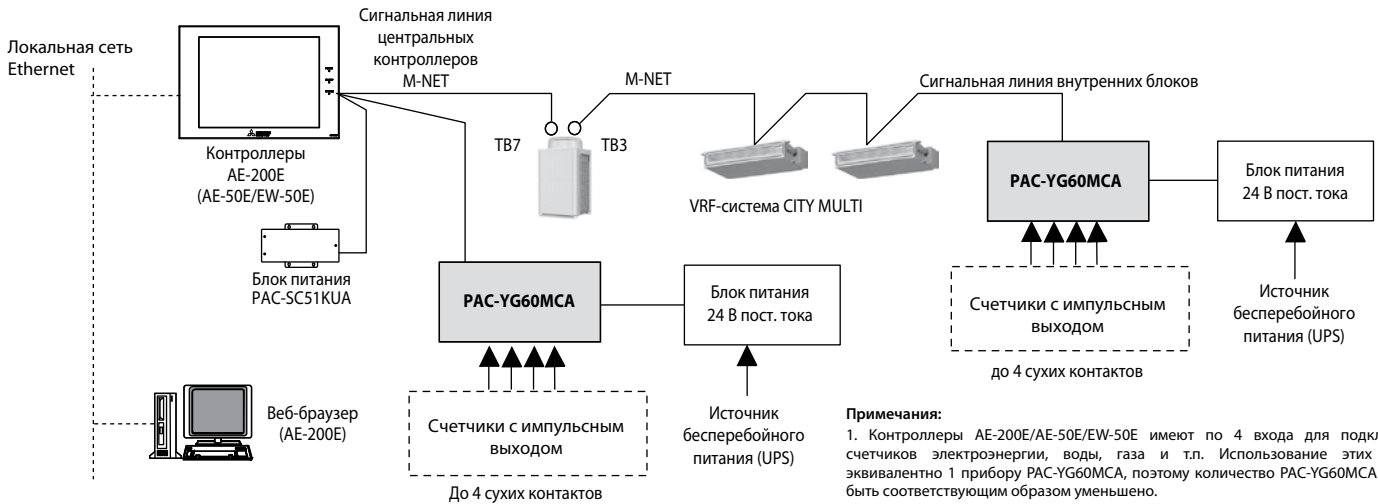 Локальная сеть
Ethernet
Сигнальная линия
центральных
контроллеров
M-NET
M-NET
Сигнальная линия внутренних блоков
TB7
TB3
Контроллеры
AE-200E
(AE-50E/EW-50E)
VRF-система CITY MULTI
PAC-YG60MCA
Блок питания
24 В пост. тока
Блок питания
PAC-SC51KUA
PAC-YG60MCA
Блок питания
24 В пост. тока
Счетчики с импульсным
выходом
Источник
бесперебойного
питания (UPS)
до 4 сухих контактов
Веб-браузер
(AE-200E)
Счетчики с импульсным
выходом
Источник
бесперебойного
питания (UPS)
До 4 сухих контактов
Примечания:
1. Контроллеры AE-200E/AE-50E/EW-50E имеют по 4 входа для подкл
счетчиков электроэнергии, воды, газа и т.п. Использование этих
эквивалентно 1 прибору PAC-YG60MCA, поэтому количество PAC-YG60MCA
быть соответствующим образом уменьшено.